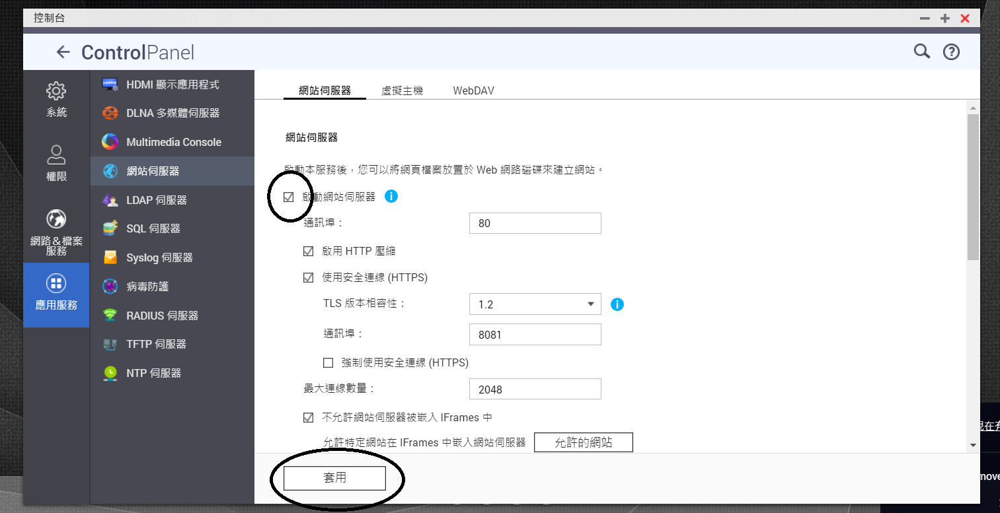 控制台
ControlPanel
系統
權限
網路＆檔案
服務
應用服務
HDMI 顯示應用程式
DLNA 多媒體伺服器
Multimedia Console
網站伺服器
LDAP 伺服器
SQL 伺服器
Syslog 伺服器
病毒防護
RADIUS 伺服器
TFTP 伺服器
NTP 伺服器
網站伺服器 虛擬主機 WebDAV
網站伺服器
啟動本服務後，您可以將網頁檔案放置於 Web 網路磁碟來建立網站。
啟動網站伺服器
通訊埠： 80
啟用 HTTP 壓縮
使用安全連線 (HTTPS)
TLS 版本相容性： 1.2
通訊埠： 8081
強制使用安全連線 (HTTPS)
最大連線數量： 2048
不允許網站伺服器被嵌入 IFrames 中
允許特定網站在 IFrames 中嵌入網站伺服器 允許的網站
套用